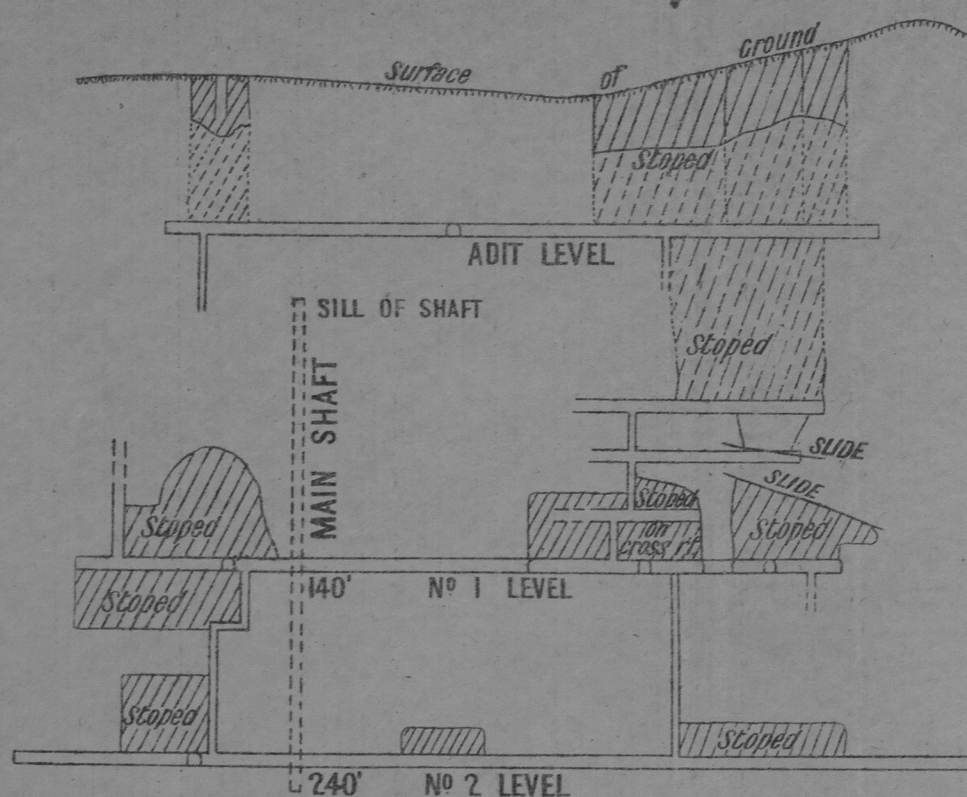 Surface of ground
Stoped
ADIT LEVEL
SILL OF SHAFT
MAIN SHAFT
Stoped
SLIDE
SLIDE
Stoped
Stoped
on
cross rf.
Stoped
140' Nº 1 LEVEL
Stoped
Stoped
Stoped
240' Nº 2 LEVEL